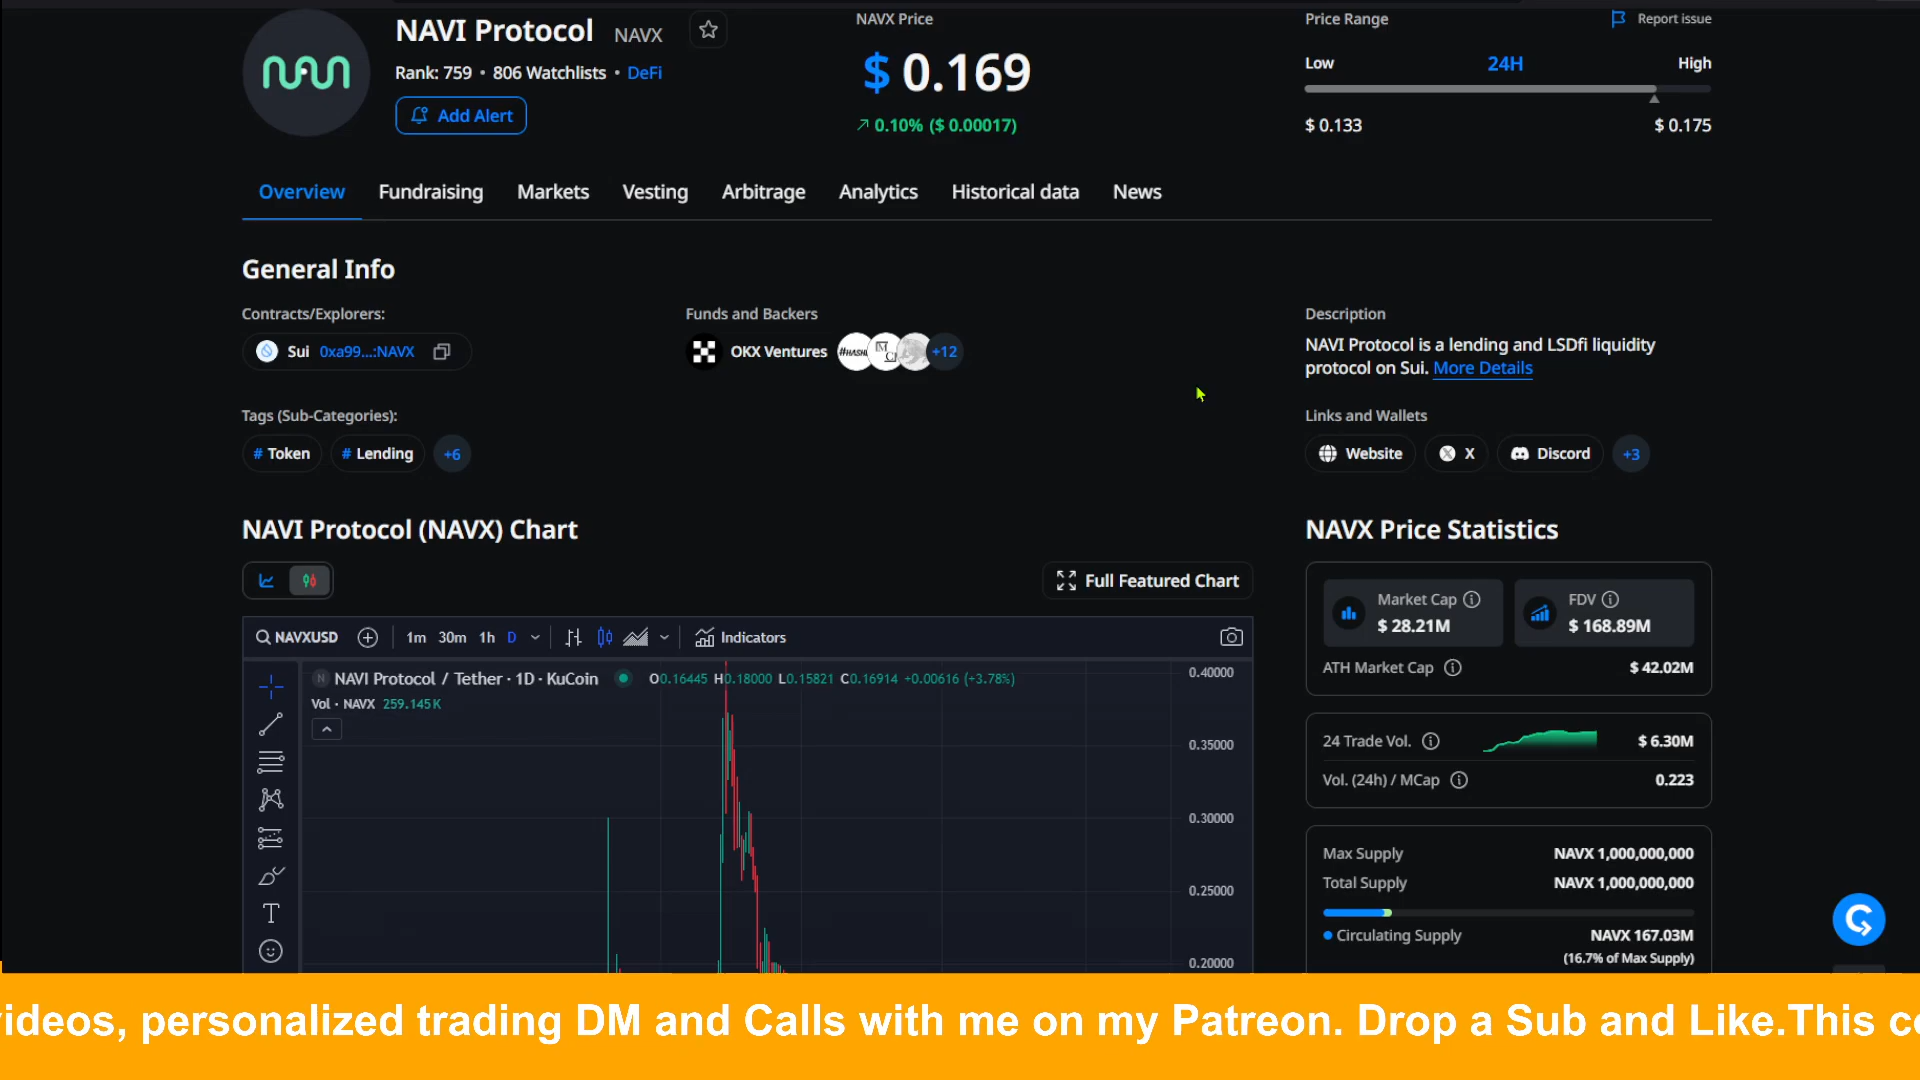 NAVI Protocol NAVX
Rank: 759 • 806 Watchlists • DeFi
Add Alert
NAVX Price
$ 0.169
0.10% ($ 0.00017)
Price Range
Report issue
Low 24H High
$ 0.133 $ 0.175
Overview Fundraising Markets Vesting Arbitrage Analytics Historical data News
General Info
Contracts/Explorers:
Sui 0xa99...:NAVX
Funds and Backers
OKX Ventures +12
Description
NAVI Protocol is a lending and LSDfi liquidity
protocol on Sui. More Details
Tags (Sub-Categories):
# Token # Lending +6
Links and Wallets
Website X Discord +3
NAVI Protocol (NAVX) Chart
Full Featured Chart
NAVXUSD 1m 30m 1h D Indicators
N NAVI Protocol / Tether · 1D · KuCoin O0.16445 H0.18000 L0.15821 C0.16914 +0.00616 (+3.78%)
Vol · NAVX 259.145K
0.40000
0.35000
0.30000
0.25000
0.20000
NAVX Price Statistics
Market Cap
$ 28.21M
FDV
$ 168.89M
ATH Market Cap $ 42.02M
24 Trade Vol. $ 6.30M
Vol. (24h) / MCap 0.223
Max Supply NAVX 1,000,000,000
Total Supply NAVX 1,000,000,000
Circulating Supply NAVX 167.03M
(16.7% of Max Supply)
videos, personalized trading DM and Calls with me on my Patreon. Drop a Sub and Like.This